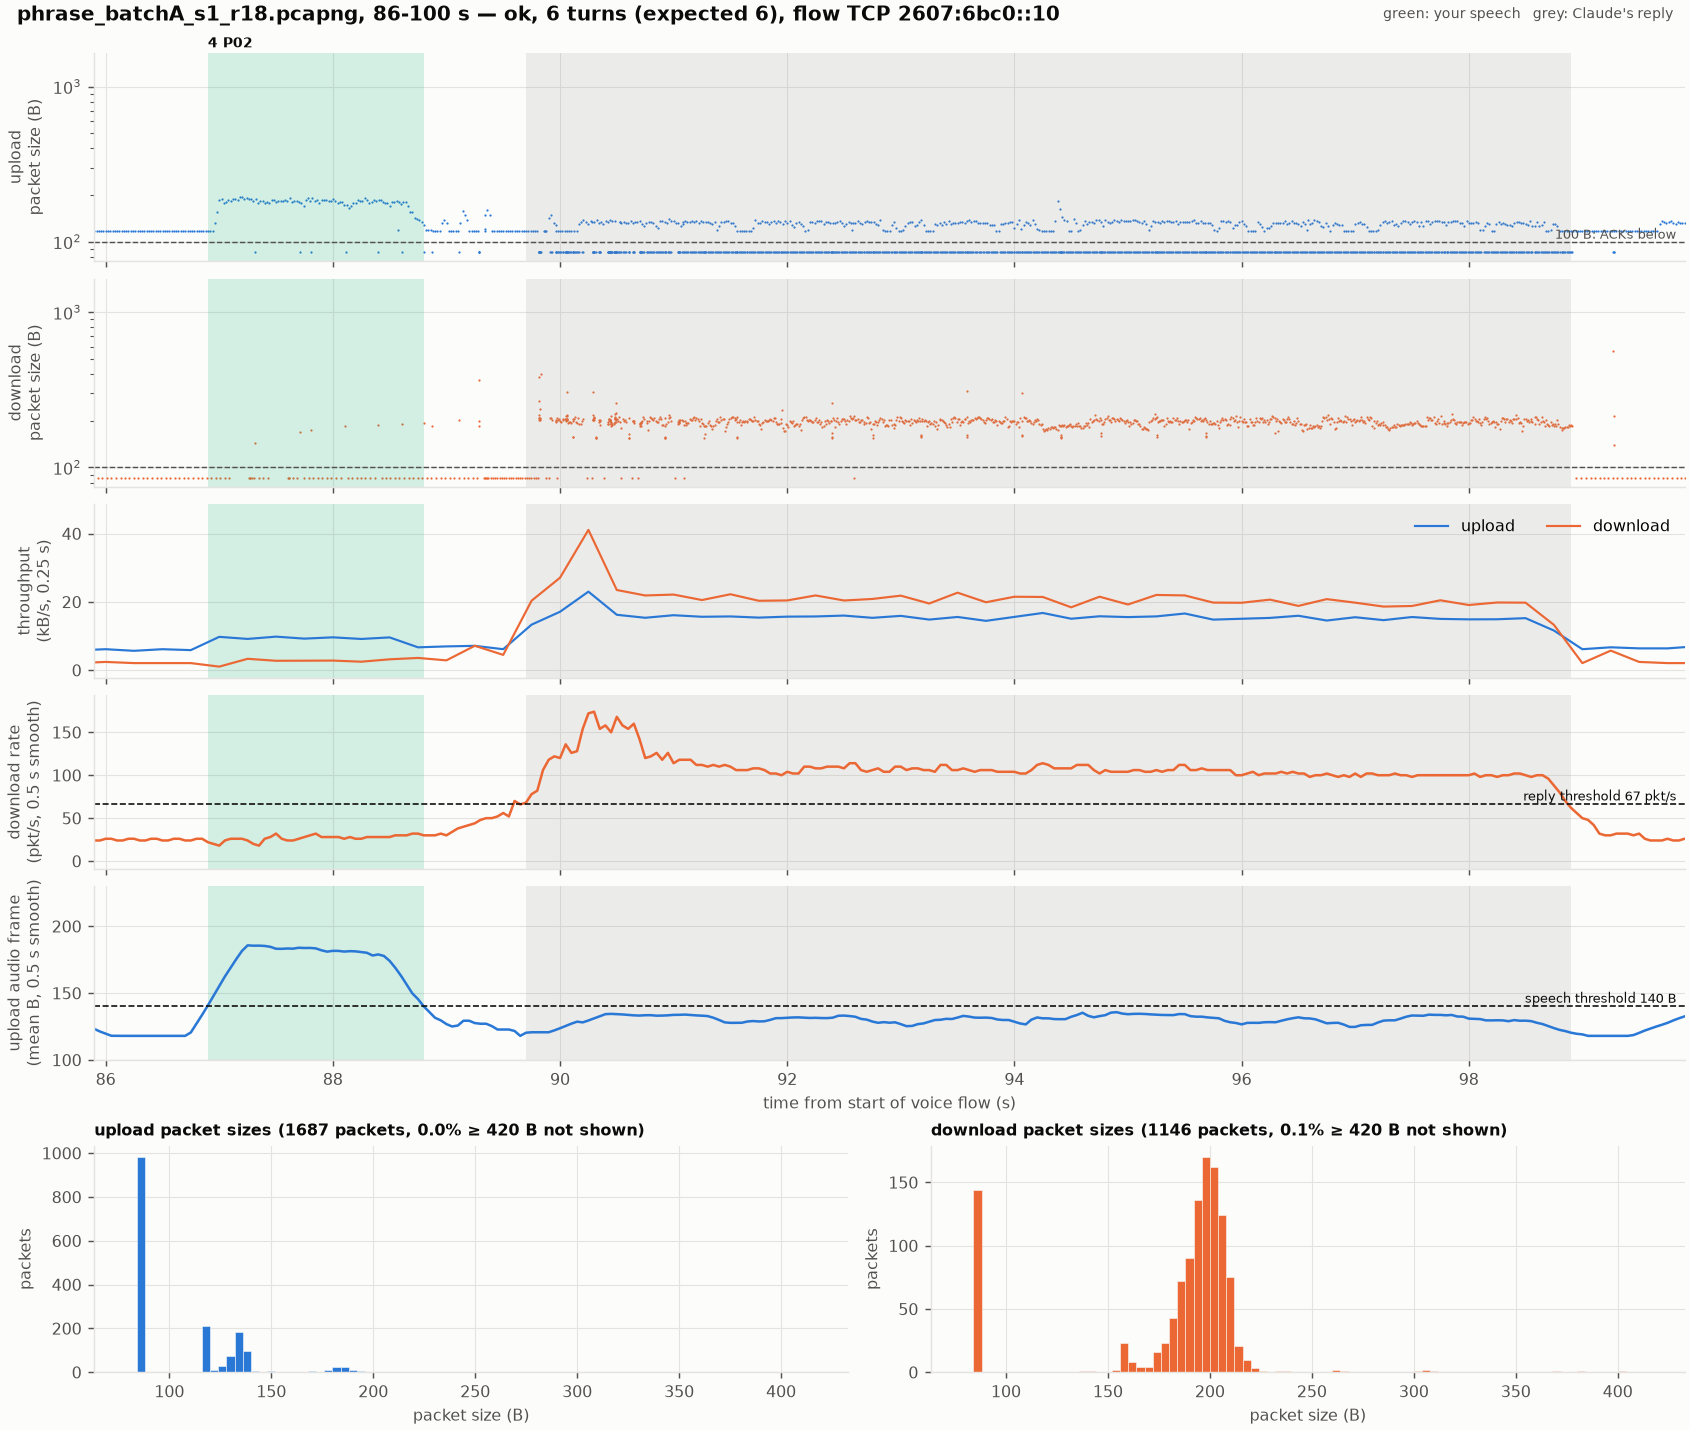 phrase_batchA_s1_r18.pcapng, 86-100 s — ok, 6 turns (expected 6), flow TCP 2607:6bc0::10
green: your speech grey: Claude's reply
4 P02
upload
packet size (B)
10³
10²
100 B: ACKs below
download
packet size (B)
10³
10²
throughput
(kB/s, 0.25 s)
40
20
0
upload download
download rate
(pkt/s, 0.5 s smooth)
150
100
50
0
reply threshold 67 pkt/s
upload audio frame
(mean B, 0.5 s smooth)
200
150
100
speech threshold 140 B
86 88 90 92 94 96 98
time from start of voice flow (s)
upload packet sizes (1687 packets, 0.0% ≥ 420 B not shown)
packets
1000
800
600
400
200
0
100 150 200 250 300 350 400
packet size (B)
download packet sizes (1146 packets, 0.1% ≥ 420 B not shown)
packets
150
100
50
0
100 150 200 250 300 350 400
packet size (B)